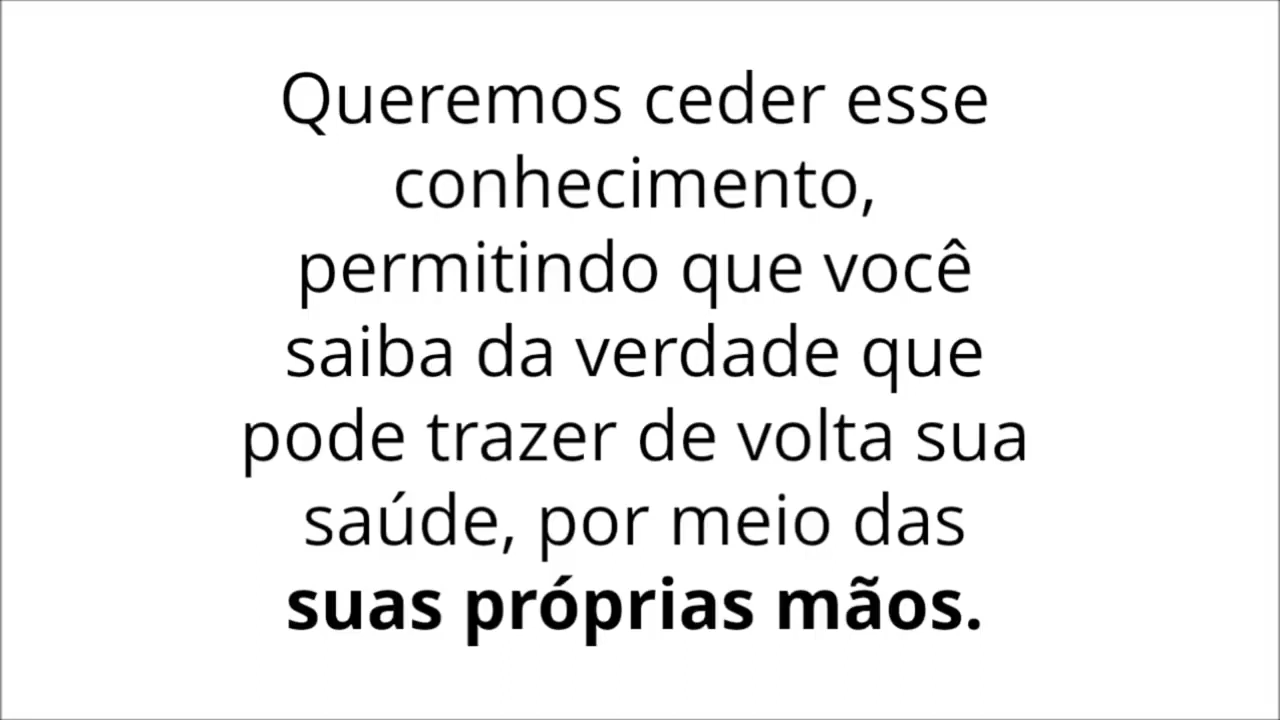 Queremos ceder esse
conhecimento,
permitindo que você
saiba da verdade que
pode trazer de volta sua
saúde, por meio das
suas próprias mãos.